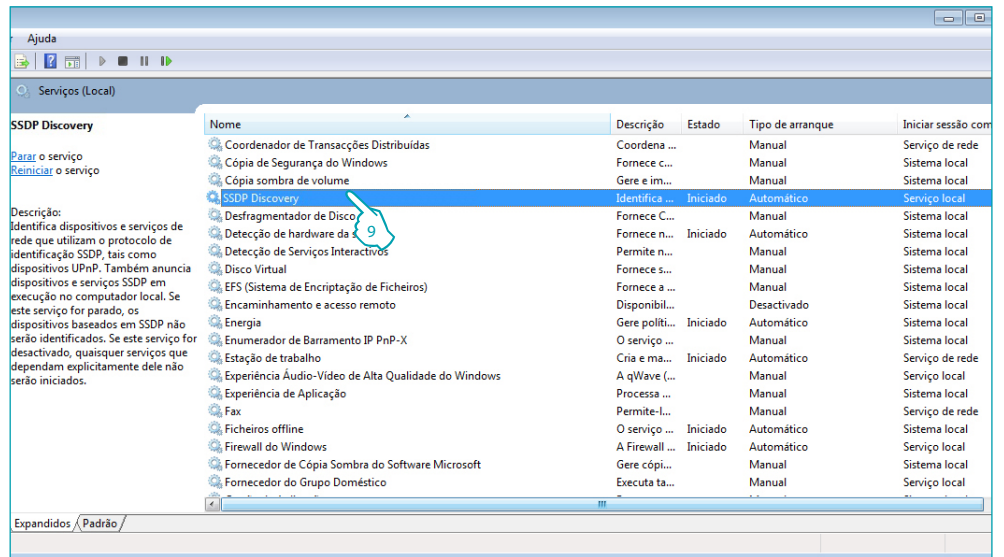 Ajuda
Serviços (Local)
SSDP Discovery
Parar o serviço
Reiniciar o serviço
Descrição:
Identifica dispositivos e serviços de
rede que utilizam o protocolo de
identificação SSDP, tais como
dispositivos UPnP. Também anuncia
dispositivos e serviços SSDP em
execução no computador local. Se
este serviço for parado, os
dispositivos baseados em SSDP não
serão identificados. Se este serviço for
desactivado, quaisquer serviços que
dependam explicitamente dele não
serão iniciados.
Nome Descrição Estado Tipo de arranque Iniciar sessão com
Coordenador de Transacções Distribuídas Coordena ... Manual Serviço de rede
Cópia de Segurança do Windows Fornece c... Manual Sistema local
Cópia sombra de volume Gere e im... Manual Sistema local
SSDP Discovery Identifica ... Iniciado Automático Serviço local
Desfragmentador de Disco Fornece C... Manual Sistema local
Detecção de hardware da s Fornece n... Iniciado Automático Sistema local
9
Detecção de Serviços Interactivos Permite n... Manual Sistema local
Disco Virtual Fornece s... Manual Sistema local
EFS (Sistema de Encriptação de Ficheiros) Fornece a ... Manual Sistema local
Encaminhamento e acesso remoto Disponibil... Desactivado Sistema local
Energia Gere políti... Iniciado Automático Sistema local
Enumerador de Barramento IP PnP-X O serviço ... Manual Sistema local
Estação de trabalho Cria e ma... Iniciado Automático Serviço de rede
Experiência Áudio-Vídeo de Alta Qualidade do Windows A qWave (... Manual Serviço local
Experiência de Aplicação Processa ... Manual Sistema local
Fax Permite-l... Manual Serviço de rede
Ficheiros offline O serviço ... Iniciado Automático Sistema local
Firewall do Windows A Firewall ... Iniciado Automático Serviço local
Fornecedor de Cópia Sombra do Software Microsoft Gere cópi... Manual Sistema local
Fornecedor do Grupo Doméstico Executa ta... Manual Serviço local
Expandidos Padrão